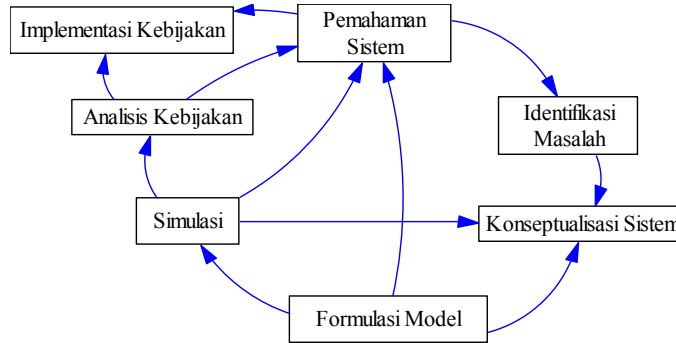 Implementasi Kebijakan
Pemahaman
Sistem
Analisis Kebijakan
Identifikasi
Masalah
Simulasi
Konseptualisasi Sistem
Formulasi Model